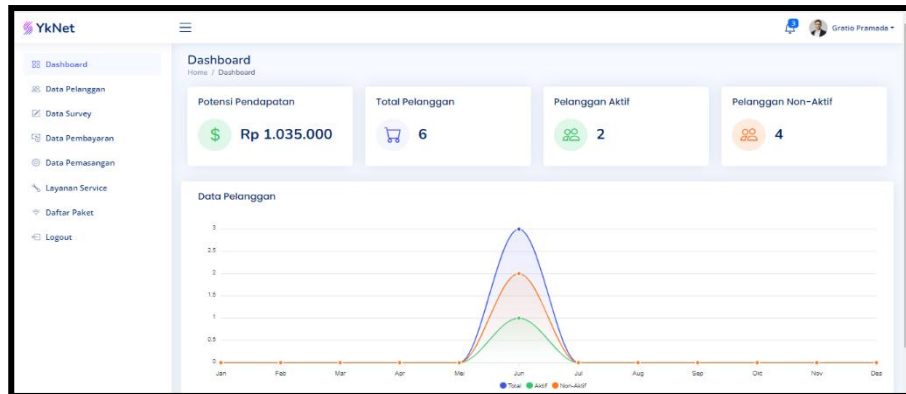 YkNet
3
Gratio Pramada
Dashboard
Data Pelanggan
Data Survey
Data Pembayaran
Data Pemasangan
Layanan Service
Daftar Paket
Logout
Dashboard
Home / Dashboard
Potensi Pendapatan
$ Rp 1.035.000
Total Pelanggan
6
Pelanggan Aktif
2
Pelanggan Non-Aktif
4
Data Pelanggan
3
2.5
2
1.5
1
0.5
0
Jan Feb Mar Apr Mei Jun Jul Aug Sep Okt Nov Des
Total Aktif Non-Aktif